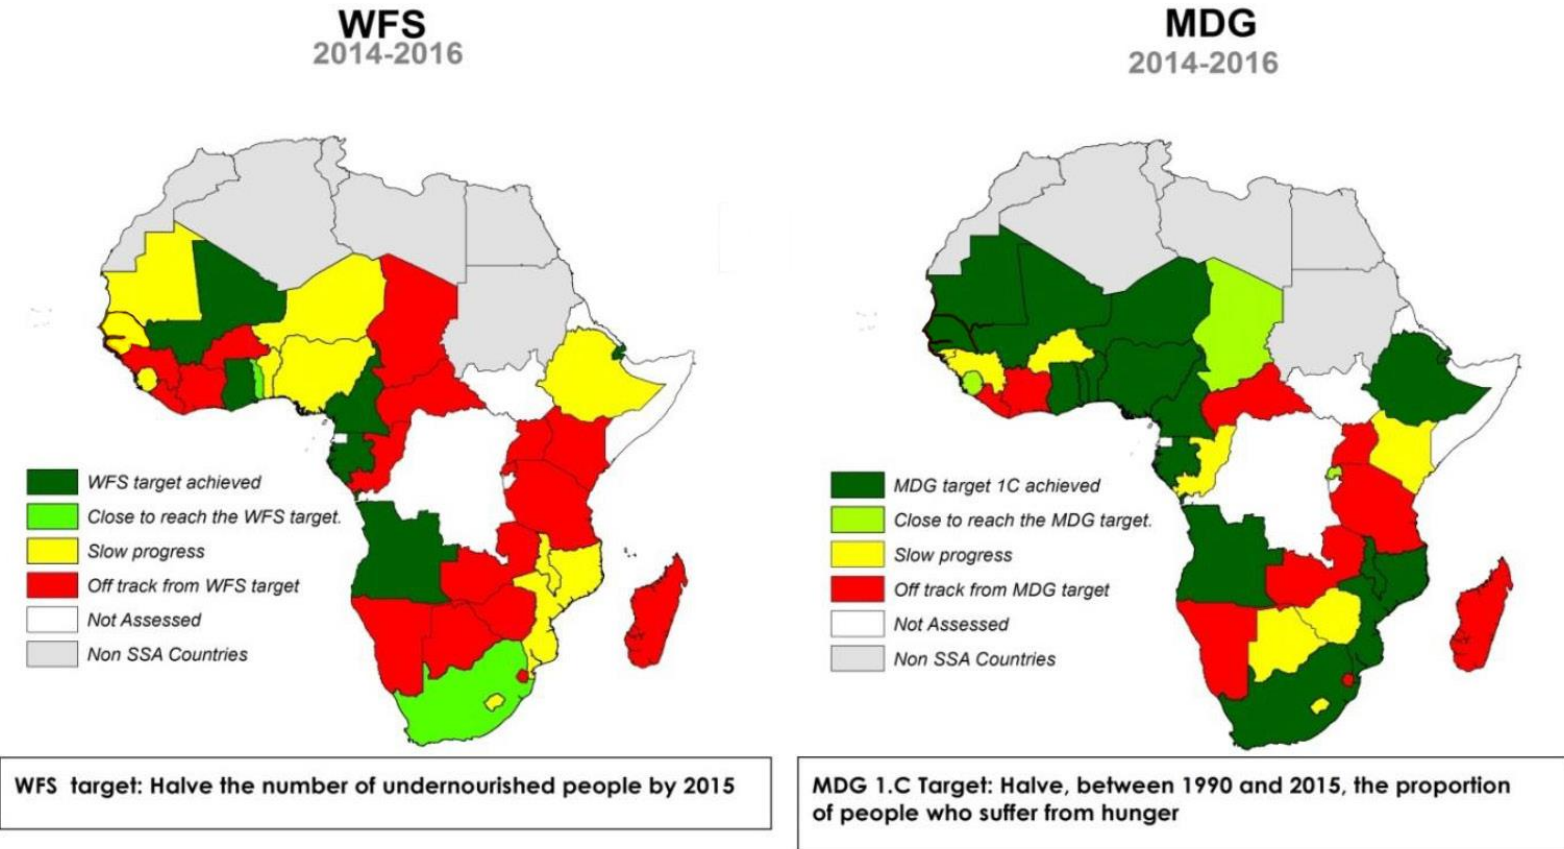 WFS
2014-2016
WFS target achieved
Close to reach the WFS target.
Slow progress
Off track from WFS target
Not Assessed
Non SSA Countries
WFS target: Halve the number of undernourished people by 2015
MDG
2014-2016
MDG target 1C achieved
Close to reach the MDG target.
Slow progress
Off track from MDG target
Not Assessed
Non SSA Countries
MDG 1.C Target: Halve, between 1990 and 2015, the proportion
of people who suffer from hunger